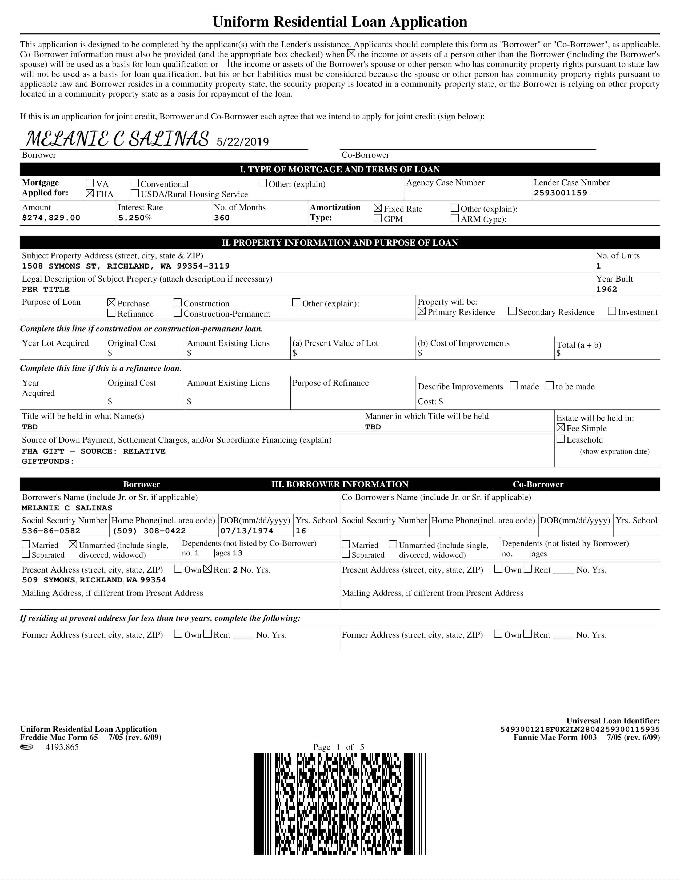 Uniform Residential Loan Application
This application is designed to be completed by the applicant(s) with the Lender's assistance. Applicants should complete this form as "Borrower" or "Co-Borrower", as applicable.
Co-Borrower information must also be provided (and the appropriate box checked) when ☒ the income or assets of a person other than the Borrower (including the Borrower's
spouse) will be used as a basis for loan qualification or ☐ the income or assets of the Borrower's spouse or other person who has community property rights pursuant to state law
will not be used as a basis for loan qualification, but his or her liabilities must be considered because the spouse or other person has community property rights pursuant to
applicable law and Borrower resides in a community property state, the security property is located in a community property state, or the Borrower is relying on other property
located in a community property state as a basis for repayment of the loan.
If this is an application for joint credit, Borrower and Co-Borrower each agree that we intend to apply for joint credit (sign below):
MELANIE C SALINAS 5/22/2019
Borrower Co-Borrower
I. TYPE OF MORTGAGE AND TERMS OF LOAN
Mortgage ☐ VA ☐ Conventional ☐ Other: (explain) Agency Case Number Lender Case Number
Applied for: ☒ FHA ☐ USDA/Rural Housing Service 2593001159
Amount Interest Rate No. of Months Amortization ☒ Fixed Rate ☐ Other (explain):
$274,829.00 5.250% 360 Type: ☐ GPM ☐ ARM (type):
II. PROPERTY INFORMATION AND PURPOSE OF LOAN
Subject Property Address (street, city, state & ZIP) No. of Units
1508 SYMONS ST, RICHLAND, WA 99354-3119 1
Legal Description of Subject Property (attach description if necessary) Year Built
PER TITLE 1962
Purpose of Loan ☒ Purchase ☐ Construction ☐ Other (explain): Property will be:
☐ Refinance ☐ Construction-Permanent ☒ Primary Residence ☐ Secondary Residence ☐ Investment
Complete this line if construction or construction-permanent loan.
Year Lot Acquired Original Cost Amount Existing Liens (a) Present Value of Lot (b) Cost of Improvements Total (a + b)
$ $ $ $ $
Complete this line if this is a refinance loan.
Year Original Cost Amount Existing Liens Purpose of Refinance Describe Improvements ☐ made ☐ to be made
Acquired
$ $ Cost: $
Title will be held in what Name(s) Manner in which Title will be held Estate will be held in:
TBD TBD ☒ Fee Simple
Source of Down Payment, Settlement Charges, and/or Subordinate Financing (explain) ☐ Leasehold
FHA GIFT - SOURCE: RELATIVE (show expiration date)
GIFTFUNDS:
Borrower III. BORROWER INFORMATION Co-Borrower
Borrower's Name (include Jr. or Sr. if applicable) Co-Borrower's Name (include Jr. or Sr. if applicable)
MELANIE C SALINAS
Social Security Number Home Phone(incl. area code) DOB(mm/dd/yyyy) Yrs. School Social Security Number Home Phone(incl. area code) DOB(mm/dd/yyyy) Yrs. School
536-86-0582 (509) 308-0422 07/13/1974 16
☐ Married ☒ Unmarried (include single, Dependents (not listed by Co-Borrower) ☐ Married ☐ Unmarried (include single, Dependents (not listed by Borrower)
☐ Separated divorced, widowed) no. 1 ages 13 ☐ Separated divorced, widowed) no. ages
Present Address (street, city, state, ZIP) ☐ Own ☒ Rent 2 No. Yrs. Present Address (street, city, state, ZIP) ☐ Own ☐ Rent ____ No. Yrs.
509 SYMONS, RICHLAND, WA 99354
Mailing Address, if different from Present Address Mailing Address, if different from Present Address
If residing at present address for less than two years, complete the following:
Former Address (street, city, state, ZIP) ☐ Own ☐ Rent ____ No. Yrs. Former Address (street, city, state, ZIP) ☐ Own ☐ Rent ____ No. Yrs.
Universal Loan Identifier:
Uniform Residential Loan Application 5493001218F0K2LN2804259300115935
Freddie Mac Form 65 7/05 (rev. 6/09) Fannie Mae Form 1003 7/05 (rev. 6/09)
4193.865 Page 1 of 5